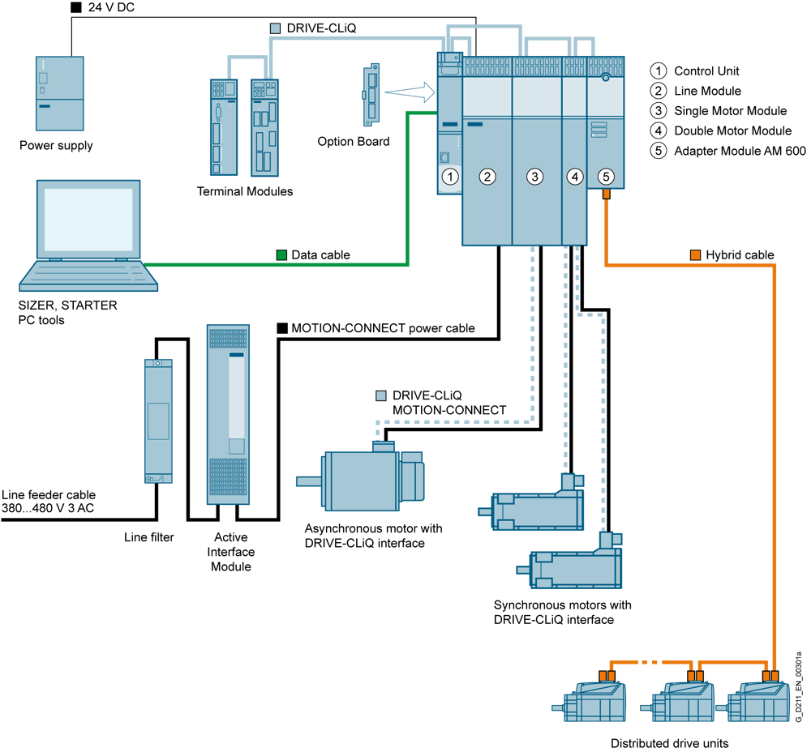 24 V DC
DRIVE-CLiQ
Power supply
Terminal Modules
Option Board
1 Control Unit
2 Line Module
3 Single Motor Module
4 Double Motor Module
5 Adapter Module AM 600
1 2 3 4 5
Data cable
Hybrid cable
SIZER, STARTER
PC tools
MOTION-CONNECT power cable
DRIVE-CLiQ
MOTION-CONNECT
Line feeder cable
380...480 V 3 AC
Line filter
Active
Interface
Module
Asynchronous motor with
DRIVE-CLiQ interface
Synchronous motors with
DRIVE-CLiQ interface
Distributed drive units
G_D211_EN_00301a